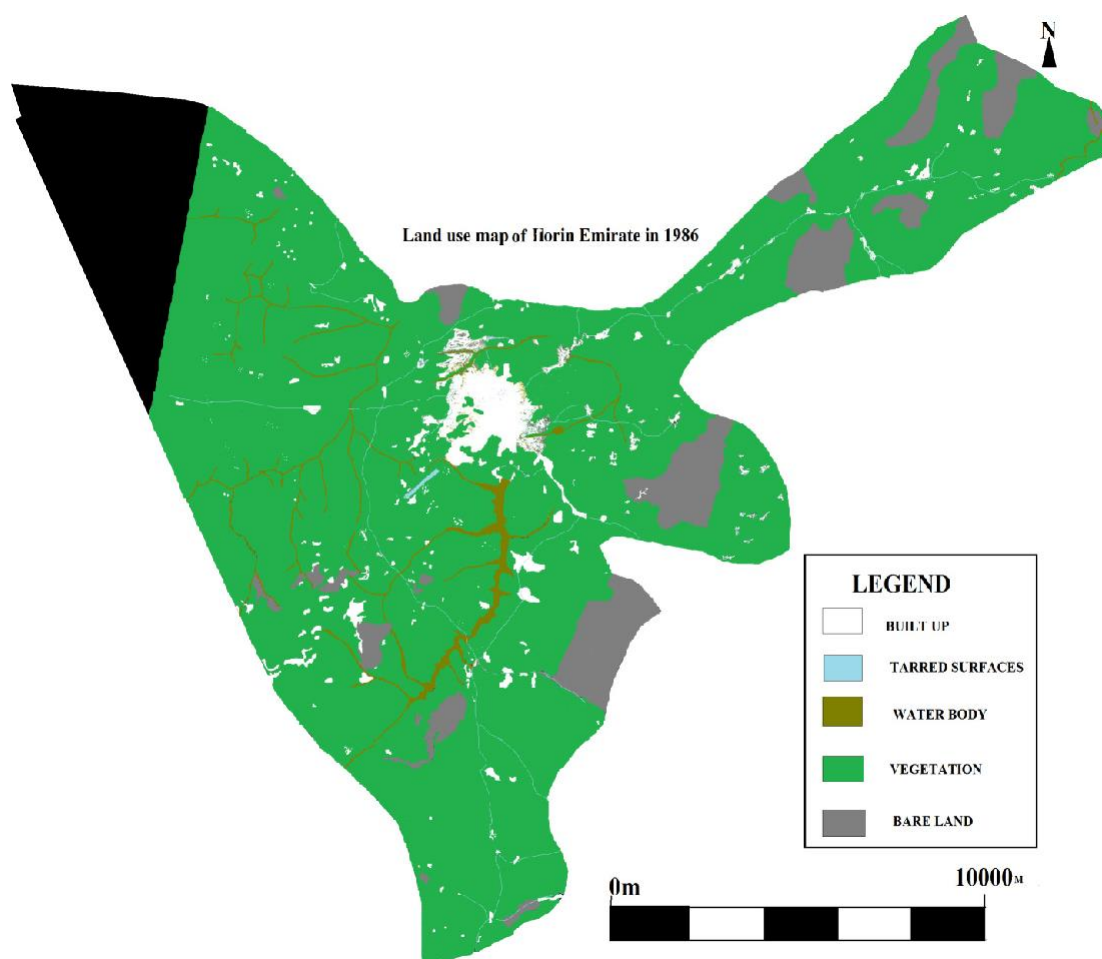 N
Land use map of Ilorin Emirate in 1986
LEGEND
BUILT UP
TARRED SURFACES
WATER BODY
VEGETATION
BARE LAND
0m
10000M